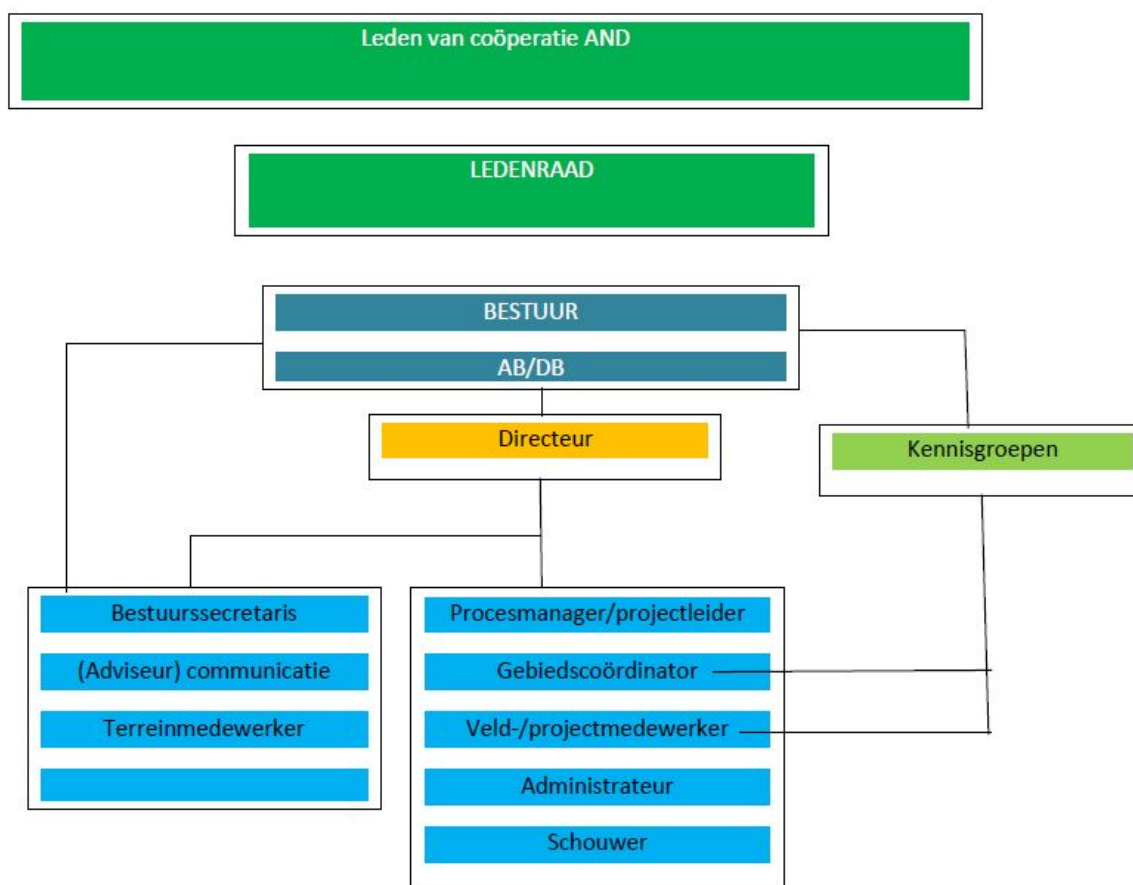 Leden van coöperatie AND
LEDENRAAD
BESTUUR
AB/DB
Directeur
Kennisgroepen
Bestuurssecretaris
(Adviseur) communicatie
Terreinmedewerker
Procesmanager/projectleider
Gebiedscoördinator
Veld-/projectmedewerker
Administrateur
Schouwer